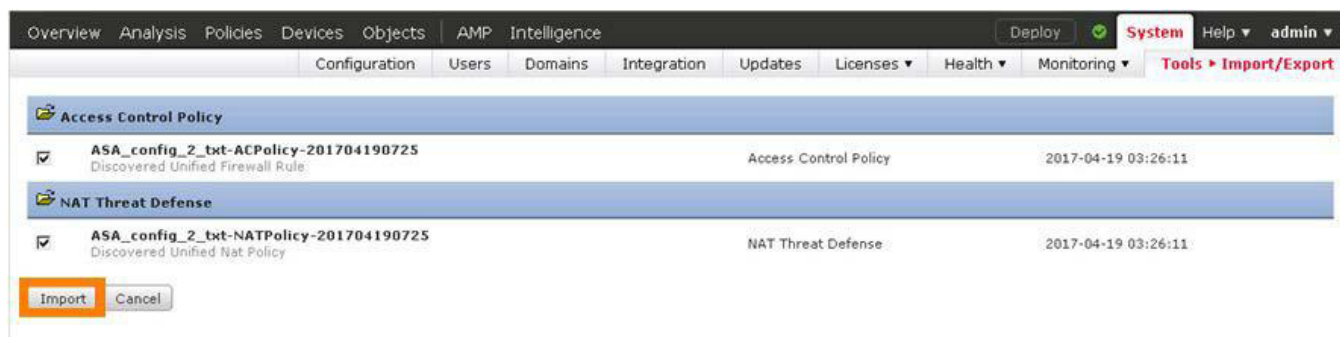 Overview Analysis Policies Devices Objects AMP Intelligence Deploy System Help ▾ admin ▾
Configuration Users Domains Integration Updates Licenses ▾ Health ▾ Monitoring ▾ Tools ▸ Import/Export
Access Control Policy
ASA_config_2_txt-ACPolicy-201704190725 Access Control Policy 2017-04-19 03:26:11
Discovered Unified Firewall Rule
NAT Threat Defense
ASA_config_2_txt-NATPolicy-201704190725 NAT Threat Defense 2017-04-19 03:26:11
Discovered Unified Nat Policy
Import Cancel